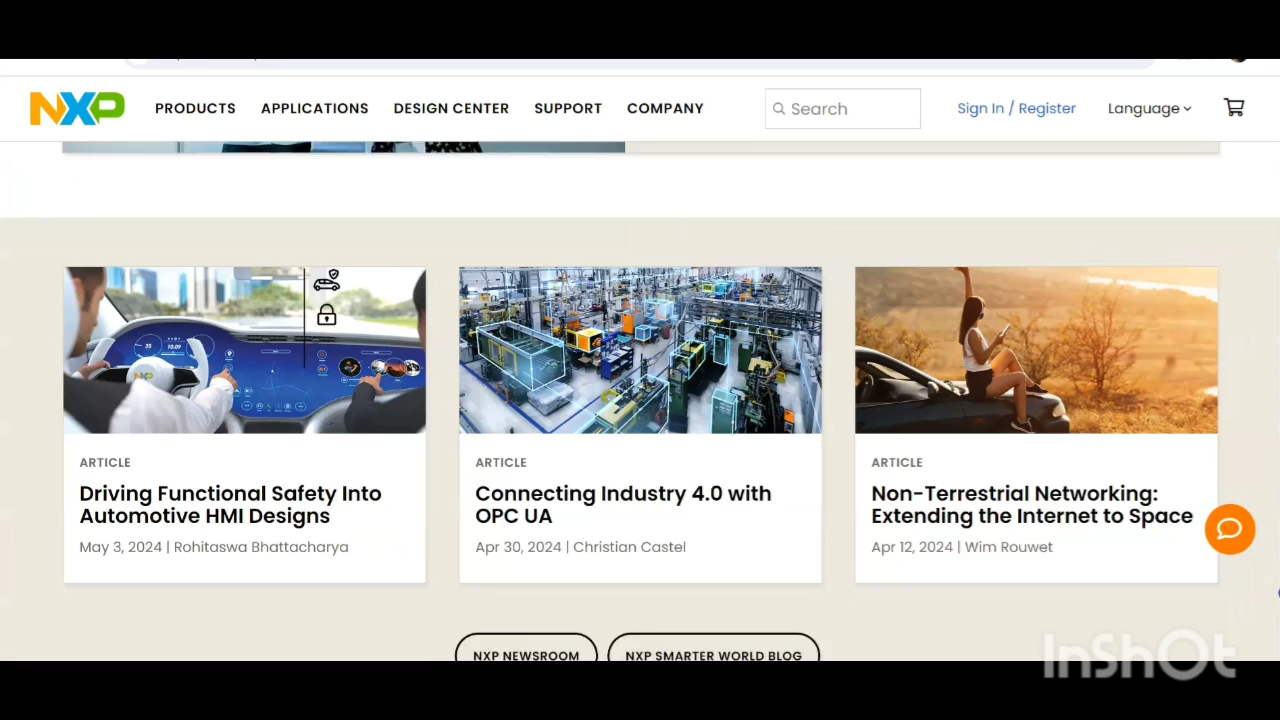 NXP
PRODUCTS APPLICATIONS DESIGN CENTER SUPPORT COMPANY
Search
Sign In / Register
Language
ARTICLE
Driving Functional Safety Into
Automotive HMI Designs
May 3, 2024 | Rohitaswa Bhattacharya
ARTICLE
Connecting Industry 4.0 with
OPC UA
Apr 30, 2024 | Christian Castel
ARTICLE
Non-Terrestrial Networking:
Extending the Internet to Space
Apr 12, 2024 | Wim Rouwet
NXP NEWSROOM
NXP SMARTER WORLD BLOG
InShOt